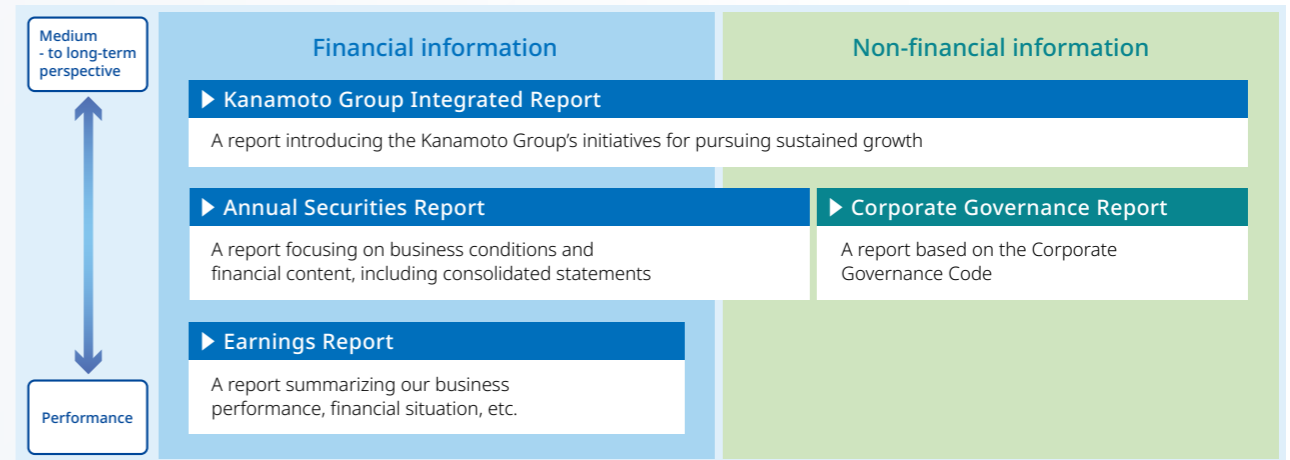 Medium
- to long-term
perspective
Financial information
Non-financial information
Kanamoto Group Integrated Report
A report introducing the Kanamoto Group’s initiatives for pursuing sustained growth
Annual Securities Report
A report focusing on business conditions and
financial content, including consolidated statements
Corporate Governance Report
A report based on the Corporate
Governance Code
Earnings Report
A report summarizing our business
performance, financial situation, etc.
Performance